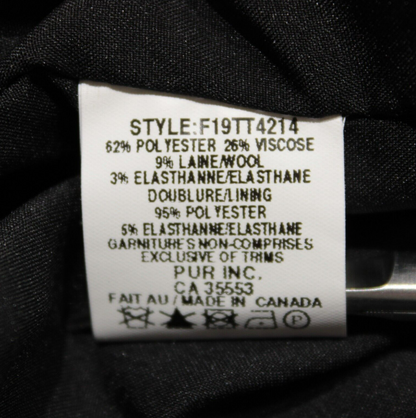 STYLE:F19TT4214
62% POLYESTER 26% VISCOSE
9% LAINE/WOOL
3% ELASTHANNE/ELASTHANE
DOUBLURE/LINING
95% POLYESTER
5% ELASTHANNE/ELASTHANE
GARNITURES NON-COMPRISES
EXCLUSIVE OF TRIMS
PUR INC.
CA 35553
FAIT AU/MADE IN CANADA
P